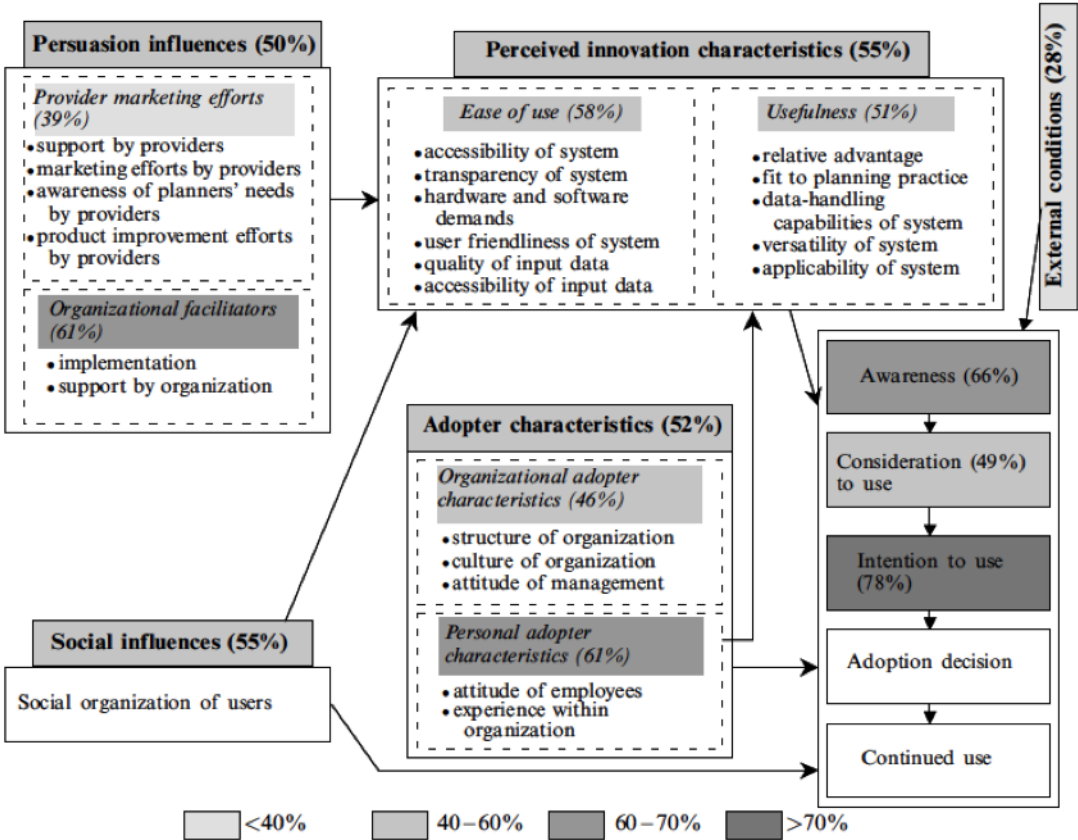 Persuasion influences (50%)
Provider marketing efforts
(39%)
•support by providers
•marketing efforts by providers
•awareness of planners' needs
by providers
•product improvement efforts
by providers
Organizational facilitators
(61%)
•implementation
•support by organization
Perceived innovation characteristics (55%)
Ease of use (58%)
•accessibility of system
•transparency of system
•hardware and software
demands
•user friendliness of system
•quality of input data
•accessibility of input data
Usefulness (51%)
•relative advantage
•fit to planning practice
•data-handling
capabilities of system
•versatility of system
•applicability of system
External conditions (28%)
Adopter characteristics (52%)
Organizational adopter
characteristics (46%)
•structure of organization
•culture of organization
•attitude of management
Personal adopter
characteristics (61%)
•attitude of employees
•experience within
organization
Social influences (55%)
Social organization of users
Awareness (66%)
Consideration (49%)
to use
Intention to use
(78%)
Adoption decision
Continued use
<40%
40–60%
60–70%
>70%